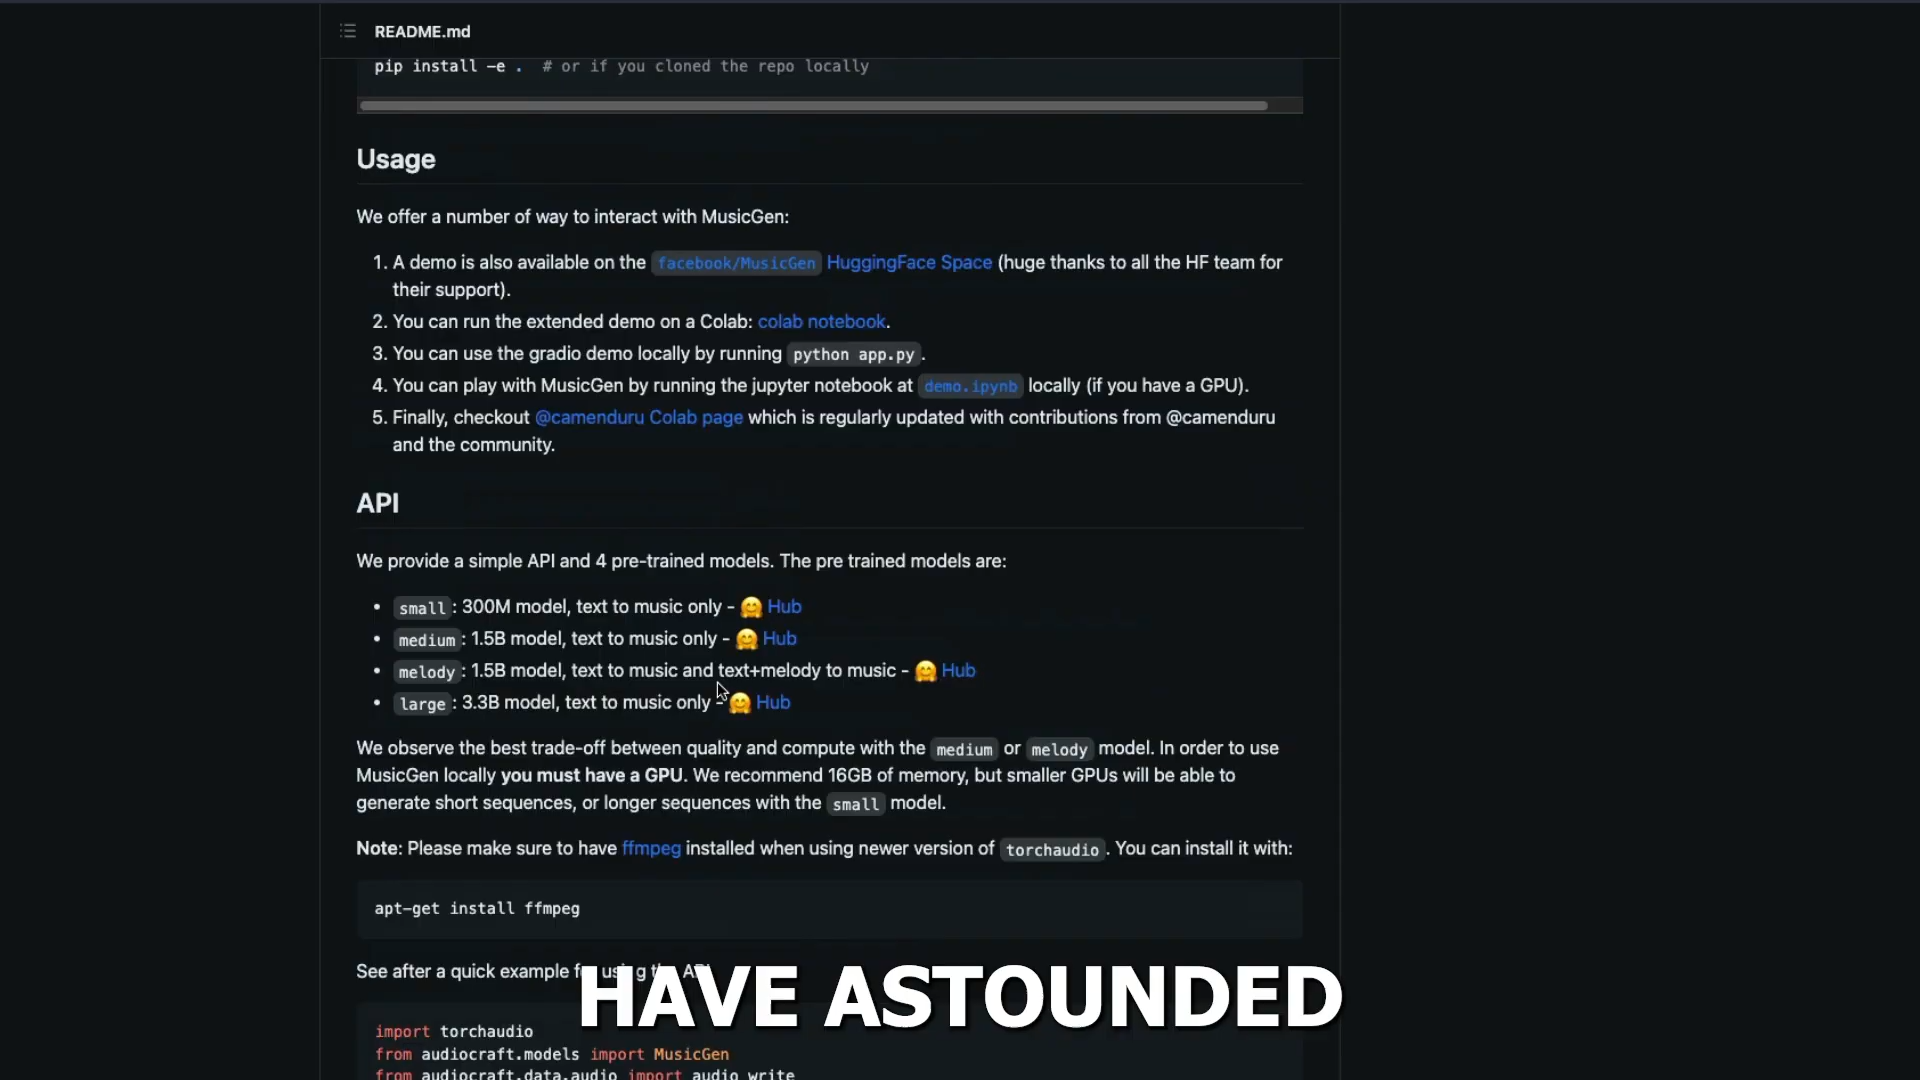 README.md
pip install -e .  # or if you cloned the repo locally
Usage
We offer a number of way to interact with MusicGen:
1. A demo is also available on the facebook/MusicGen HuggingFace Space (huge thanks to all the HF team for
their support).
2. You can run the extended demo on a Colab: colab notebook.
3. You can use the gradio demo locally by running python app.py.
4. You can play with MusicGen by running the jupyter notebook at demo.ipynb locally (if you have a GPU).
5. Finally, checkout @camenduru Colab page which is regularly updated with contributions from @camenduru
and the community.
API
We provide a simple API and 4 pre-trained models. The pre trained models are:
• small: 300M model, text to music only - 🤗 Hub
• medium: 1.5B model, text to music only - 🤗 Hub
• melody: 1.5B model, text to music and text+melody to music - 🤗 Hub
• large: 3.3B model, text to music only - 🤗 Hub
We observe the best trade-off between quality and compute with the medium or melody model. In order to use
MusicGen locally you must have a GPU. We recommend 16GB of memory, but smaller GPUs will be able to
generate short sequences, or longer sequences with the small model.
Note: Please make sure to have ffmpeg installed when using newer version of torchaudio. You can install it with:
apt-get install ffmpeg
See after a quick example for using the API.
HAVE ASTOUNDED
import torchaudio
from audiocraft.models import MusicGen
from audiocraft.data.audio import audio_write